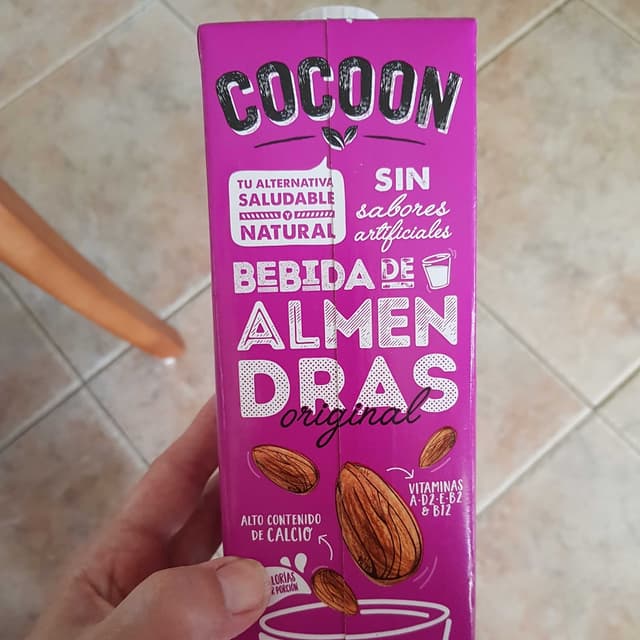 COCOON
TU ALTERNATIVA
SALUDABLE
Y
NATURAL
SIN
sabores
artificiales
BEBIDA DE
ALMEN
DRAS
original
VITAMINAS
A·D2·E·B2
& B12
ALTO CONTENIDO
DE CALCIO
PORCIÓN